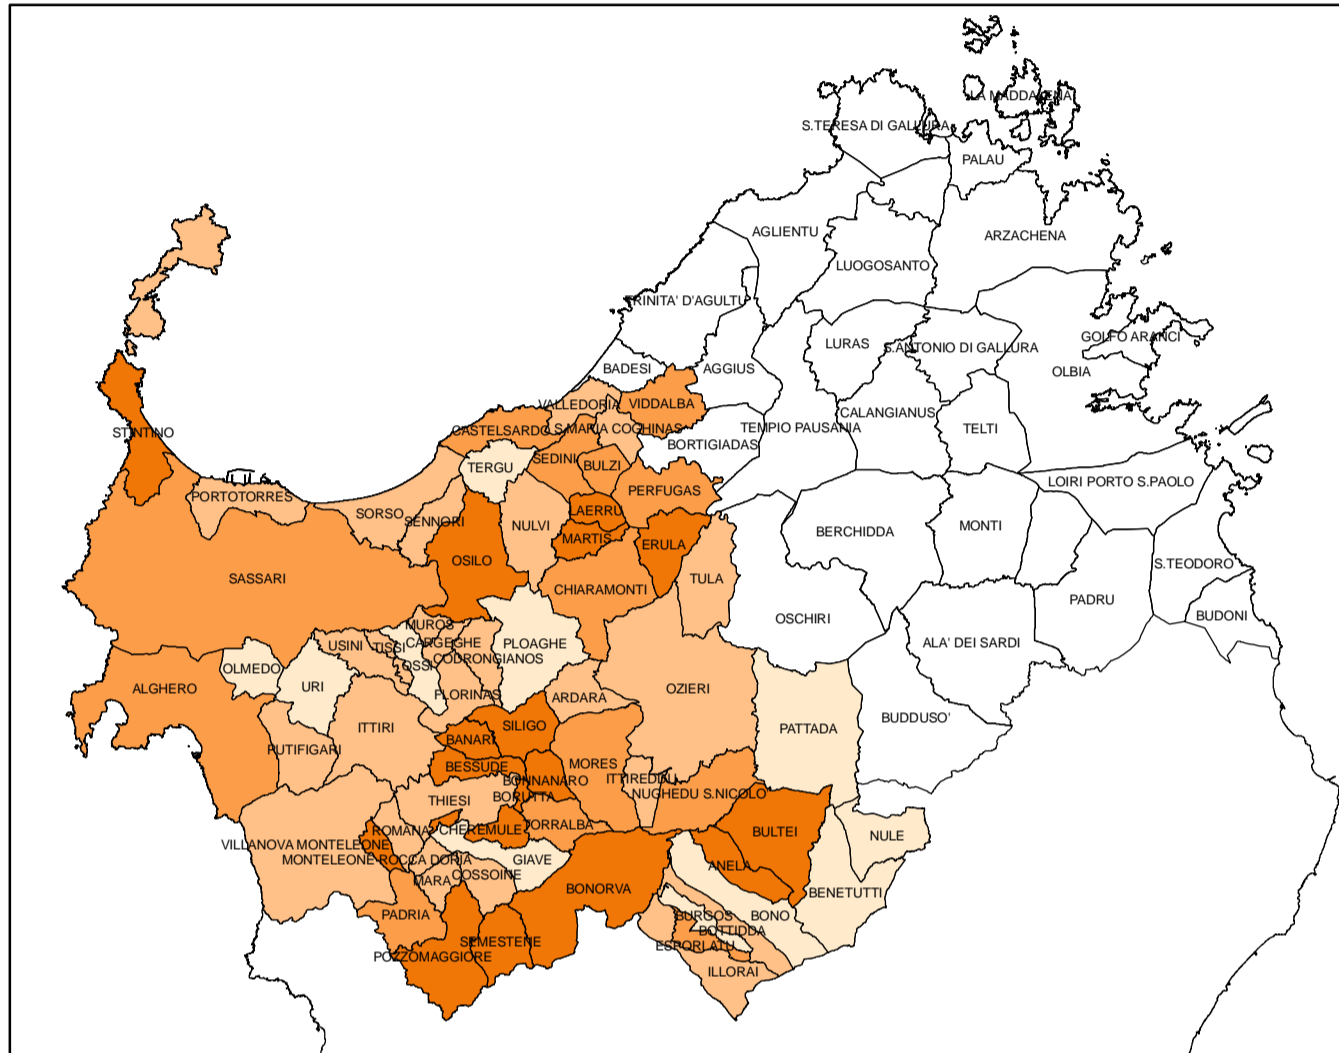 LA MADDALENA
S.TERESA DI GALLURA
PALAU
AGLIENTU
ARZACHENA
LUOGOSANTO
TRINITA' D'AGULTU
GOLFO ARANCI
LURAS
S.ANTONIO DI GALLURA
BADESI
AGGIUS
OLBIA
VALLEDORIA
VIDDALBA
CALANGIANUS
STINTINO
CASTELSARDO
S.MARIA COGHINAS
TEMPIO PAUSANIA
TELTI
BORTIGIADAS
TERGU
SEDINI
BULZI
LOIRI PORTO S.PAOLO
PORTOTORRES
PERFUGAS
SORSO
SENNORI
NULVI
LAERRU
BERCHIDDA
MONTI
MARTIS
ERULA
OSILO
S.TEODORO
SASSARI
TULA
CHIARAMONTI
PADRU
OSCHIRI
BUDONI
MUROS
USINI
TISSI
CARGEGHE
PLOAGHE
ALA' DEI SARDI
CODRONGIANOS
OSSI
OLMEDO
ALGHERO
URI
FLORINAS
ARDARA
OZIERI
BUDDUSO'
ITTIRI
SILIGO
PATTADA
BANARI
PUTIFIGARI
BESSUDE
MORES
BONNANARO
ITTIREDDU
NUGHEDU S.NICOLO
BORUTTA
THIESI
ROMANA
CHEREMULE
TORRALBA
BULTEI
NULE
VILLANOVA MONTELEONE
MONTELEONE ROCCA DORIA
GIAVE
ANELA
COSSOINE
MARA
BONORVA
BENETUTTI
PADRIA
BURGOS
BONO
BOTTIDDA
SEMESTENE
ESPORLATU
POZZOMAGGIORE
ILLORAI